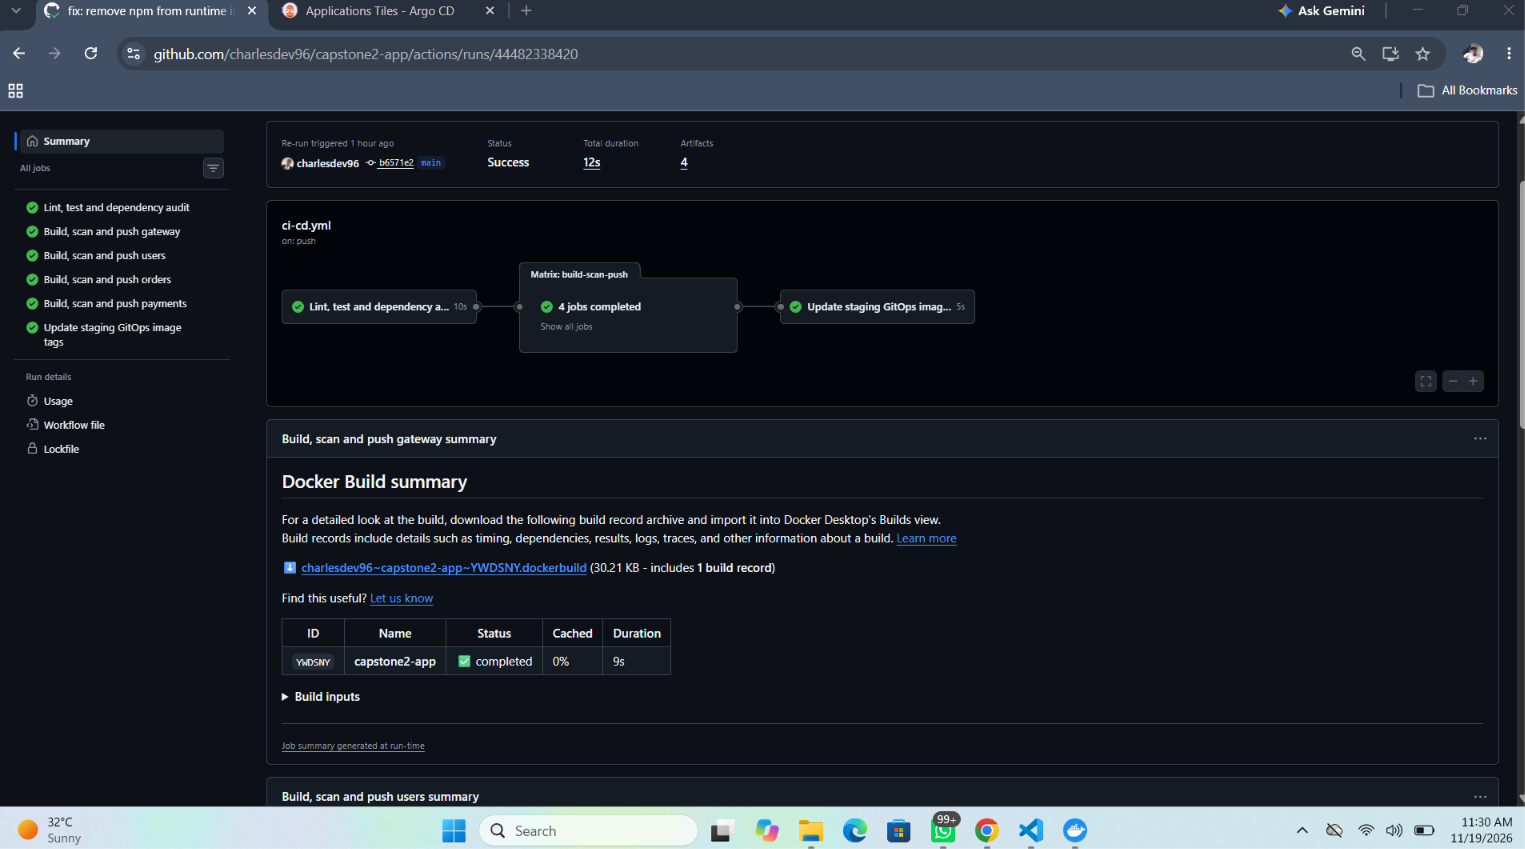 fix: remove npm from runtime i
Applications Tiles - Argo CD
Ask Gemini
github.com/charlesdev96/capstone2-app/actions/runs/44482338420
All Bookmarks
Summary
All jobs
Lint, test and dependency audit
Build, scan and push gateway
Build, scan and push users
Build, scan and push orders
Build, scan and push payments
Update staging GitOps image
tags
Run details
Usage
Workflow file
Lockfile
Re-run triggered 1 hour ago
charlesdev96 b6571e2 main
Status
Success
Total duration
12s
Artifacts
4
ci-cd.yml
on: push
Lint, test and dependency a... 10s
Matrix: build-scan-push
4 jobs completed
Show all jobs
Update staging GitOps imag... 5s
Build, scan and push gateway summary
Docker Build summary
For a detailed look at the build, download the following build record archive and import it into Docker Desktop's Builds view.
Build records include details such as timing, dependencies, results, logs, traces, and other information about a build. Learn more
charlesdev96~capstone2-app~YWDSNY.dockerbuild (30.21 KB - includes 1 build record)
Find this useful? Let us know
ID Name Status Cached Duration
YWDSNY capstone2-app completed 0% 9s
Build inputs
Job summary generated at run-time
Build, scan and push users summary
32°C
Sunny
Search
99+
11:30 AM
11/19/2026